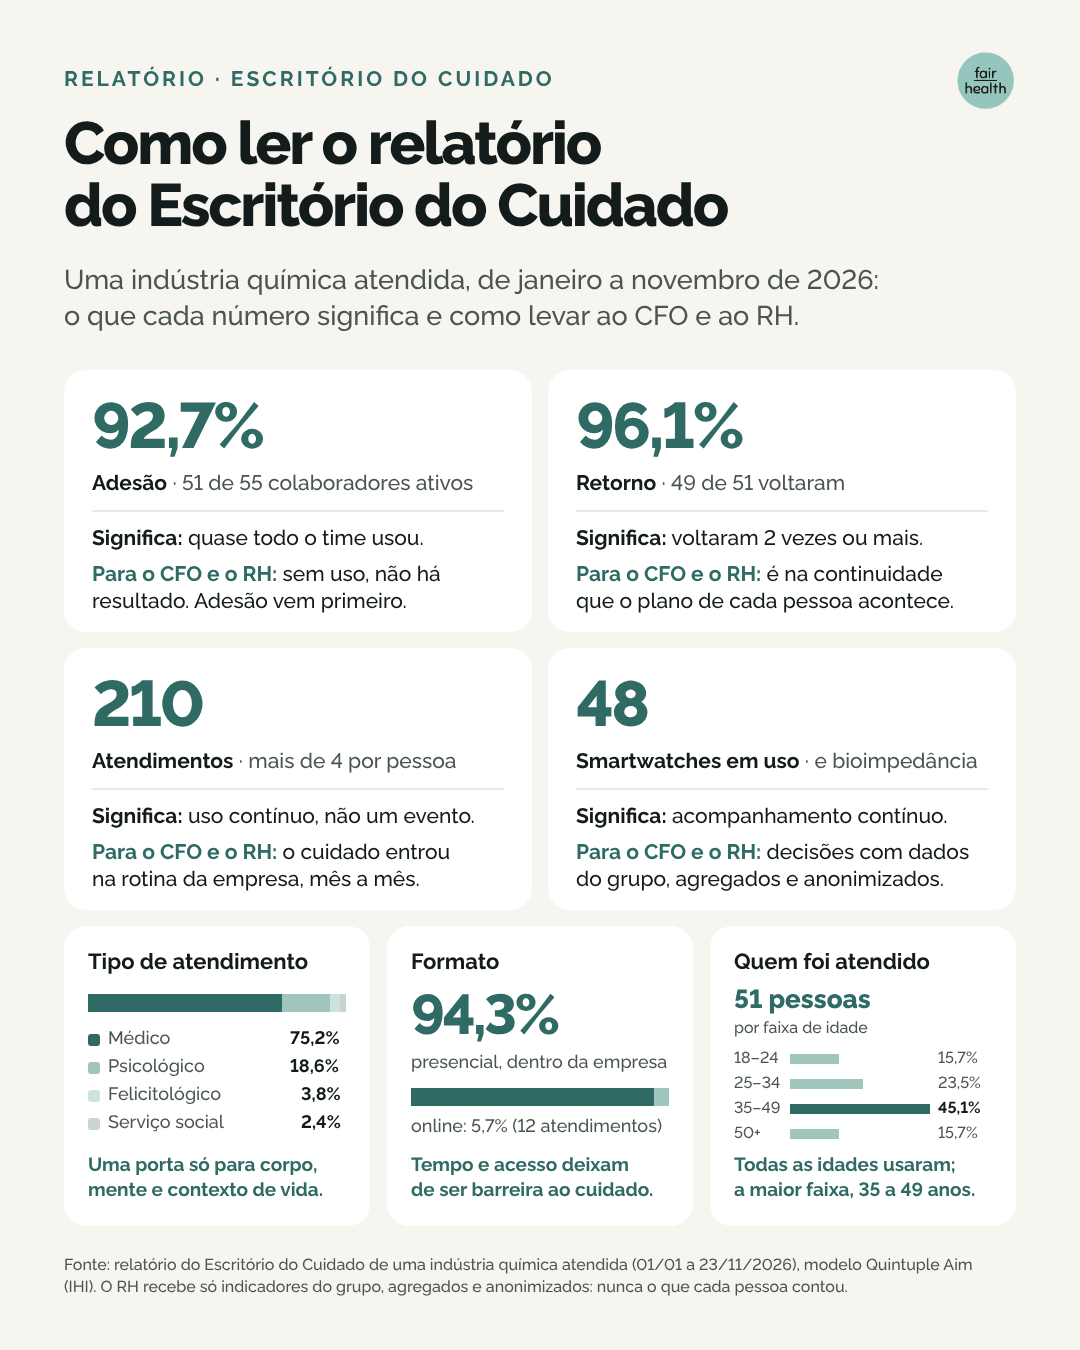 RELATÓRIO · ESCRITÓRIO DO CUIDADO
fair
health
Como ler o relatório
do Escritório do Cuidado
Uma indústria química atendida, de janeiro a novembro de 2026:
o que cada número significa e como levar ao CFO e ao RH.
92,7%
Adesão · 51 de 55 colaboradores ativos
Significa: quase todo o time usou.
Para o CFO e o RH: sem uso, não há
resultado. Adesão vem primeiro.
96,1%
Retorno · 49 de 51 voltaram
Significa: voltaram 2 vezes ou mais.
Para o CFO e o RH: é na continuidade
que o plano de cada pessoa acontece.
210
Atendimentos · mais de 4 por pessoa
Significa: uso contínuo, não um evento.
Para o CFO e o RH: o cuidado entrou
na rotina da empresa, mês a mês.
48
Smartwatches em uso · e bioimpedância
Significa: acompanhamento contínuo.
Para o CFO e o RH: decisões com dados
do grupo, agregados e anonimizados.
Tipo de atendimento
Médico 75,2%
Psicológico 18,6%
Felicitológico 3,8%
Serviço social 2,4%
Uma porta só para corpo,
mente e contexto de vida.
Formato
94,3%
presencial, dentro da empresa
online: 5,7% (12 atendimentos)
Tempo e acesso deixam
de ser barreira ao cuidado.
Quem foi atendido
51 pessoas
por faixa de idade
18–24 15,7%
25–34 23,5%
35–49 45,1%
50+ 15,7%
Todas as idades usaram;
a maior faixa, 35 a 49 anos.
Fonte: relatório do Escritório do Cuidado de uma indústria química atendida (01/01 a 23/11/2026), modelo Quintuple Aim
(IHI). O RH recebe só indicadores do grupo, agregados e anonimizados: nunca o que cada pessoa contou.